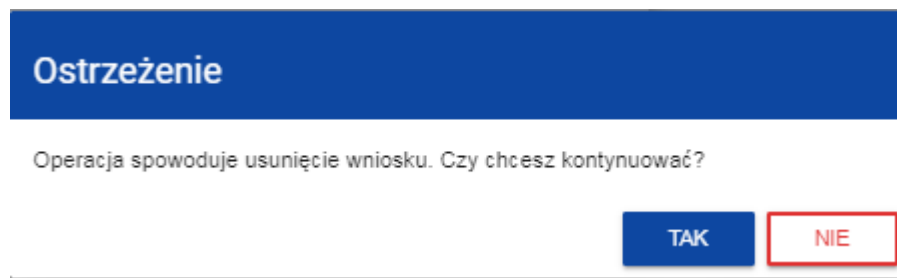 Ostrzeżenie
Operacja spowoduje usunięcie wniosku. Czy chcesz kontynuować?
TAK NIE